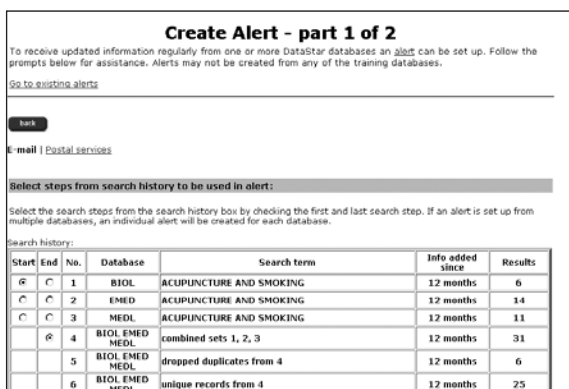 Create Alert - part 1 of 2
To receive updated information regularly from one or more DataStar databases an alert can be set up. Follow the
prompts below for assistance. Alerts may not be created from any of the training databases.
Go to existing alerts
back
E-mail | Postal services
Select steps from search history to be used in alert:
Select the search steps from the search history box by checking the first and last search step. If an alert is set up from
multiple databases, an individual alert will be created for each database.
Search history:
Start End No. Database Search term Info added since Results
1 BIOL ACUPUNCTURE AND SMOKING 12 months 6
2 EMED ACUPUNCTURE AND SMOKING 12 months 14
3 MEDL ACUPUNCTURE AND SMOKING 12 months 11
4 BIOL EMED MEDL combined sets 1, 2, 3 12 months 31
5 BIOL EMED MEDL dropped duplicates from 4 12 months 6
6 BIOL EMED MEDL unique records from 4 12 months 25